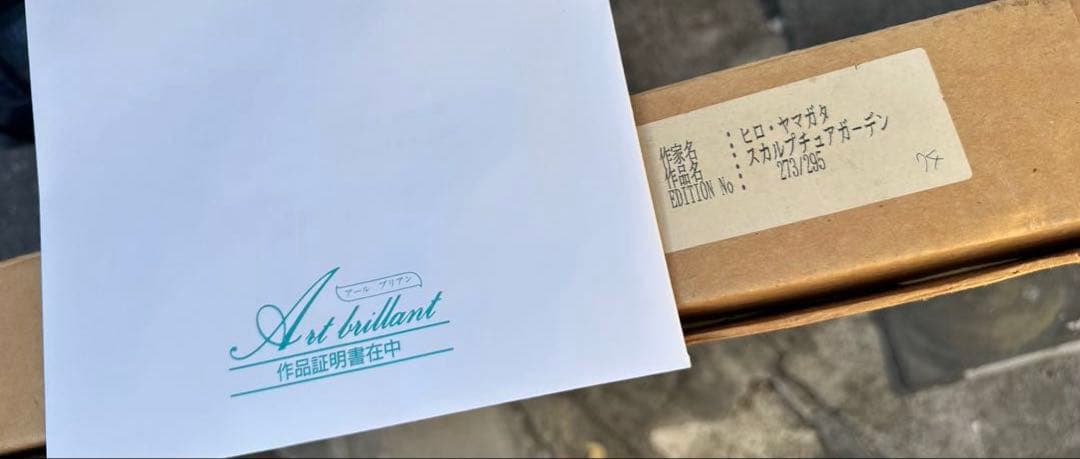 アール ブリアン
Art brillant
作品証明書在中
作家名 : ヒロ・ヤマガタ
作品名 : スカルプチュアガーデン
EDITION No : 273/295